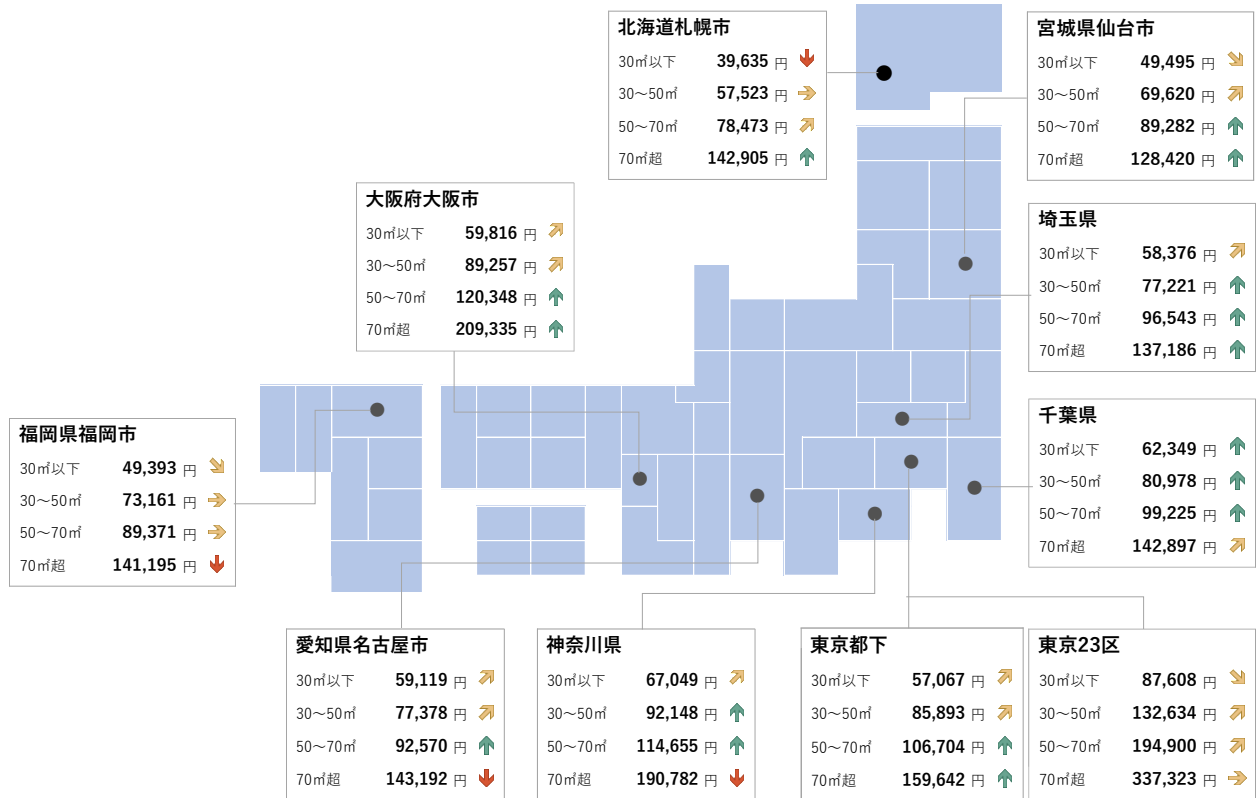 北海道札幌市
30㎡以下 39,635 円
30～50㎡ 57,523 円
50～70㎡ 78,473 円
70㎡超 142,905 円
宮城県仙台市
30㎡以下 49,495 円
30～50㎡ 69,620 円
50～70㎡ 89,282 円
70㎡超 128,420 円
大阪府大阪市
30㎡以下 59,816 円
30～50㎡ 89,257 円
50～70㎡ 120,348 円
70㎡超 209,335 円
埼玉県
30㎡以下 58,376 円
30～50㎡ 77,221 円
50～70㎡ 96,543 円
70㎡超 137,186 円
福岡県福岡市
30㎡以下 49,393 円
30～50㎡ 73,161 円
50～70㎡ 89,371 円
70㎡超 141,195 円
千葉県
30㎡以下 62,349 円
30～50㎡ 80,978 円
50～70㎡ 99,225 円
70㎡超 142,897 円
愛知県名古屋市
30㎡以下 59,119 円
30～50㎡ 77,378 円
50～70㎡ 92,570 円
70㎡超 143,192 円
神奈川県
30㎡以下 67,049 円
30～50㎡ 92,148 円
50～70㎡ 114,655 円
70㎡超 190,782 円
東京都下
30㎡以下 57,067 円
30～50㎡ 85,893 円
50～70㎡ 106,704 円
70㎡超 159,642 円
東京23区
30㎡以下 87,608 円
30～50㎡ 132,634 円
50～70㎡ 194,900 円
70㎡超 337,323 円